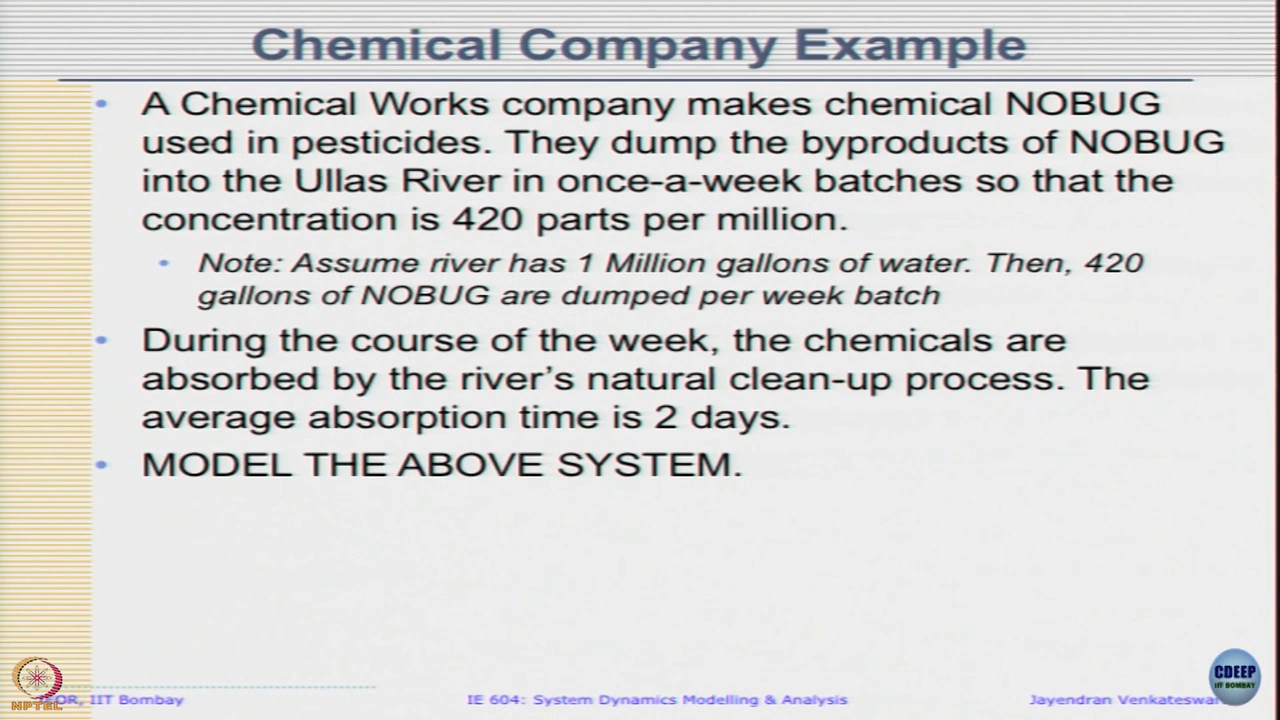 Chemical Company Example
• A Chemical Works company makes chemical NOBUG
used in pesticides. They dump the byproducts of NOBUG
into the Ullas River in once-a-week batches so that the
concentration is 420 parts per million.
• Note: Assume river has 1 Million gallons of water. Then, 420
gallons of NOBUG are dumped per week batch
• During the course of the week, the chemicals are
absorbed by the river's natural clean-up process. The
average absorption time is 2 days.
• MODEL THE ABOVE SYSTEM.
IIT Bombay
IE 604: System Dynamics Modelling & Analysis
Jayendran
NPTEL
CDEEP
IIT BOMBAY